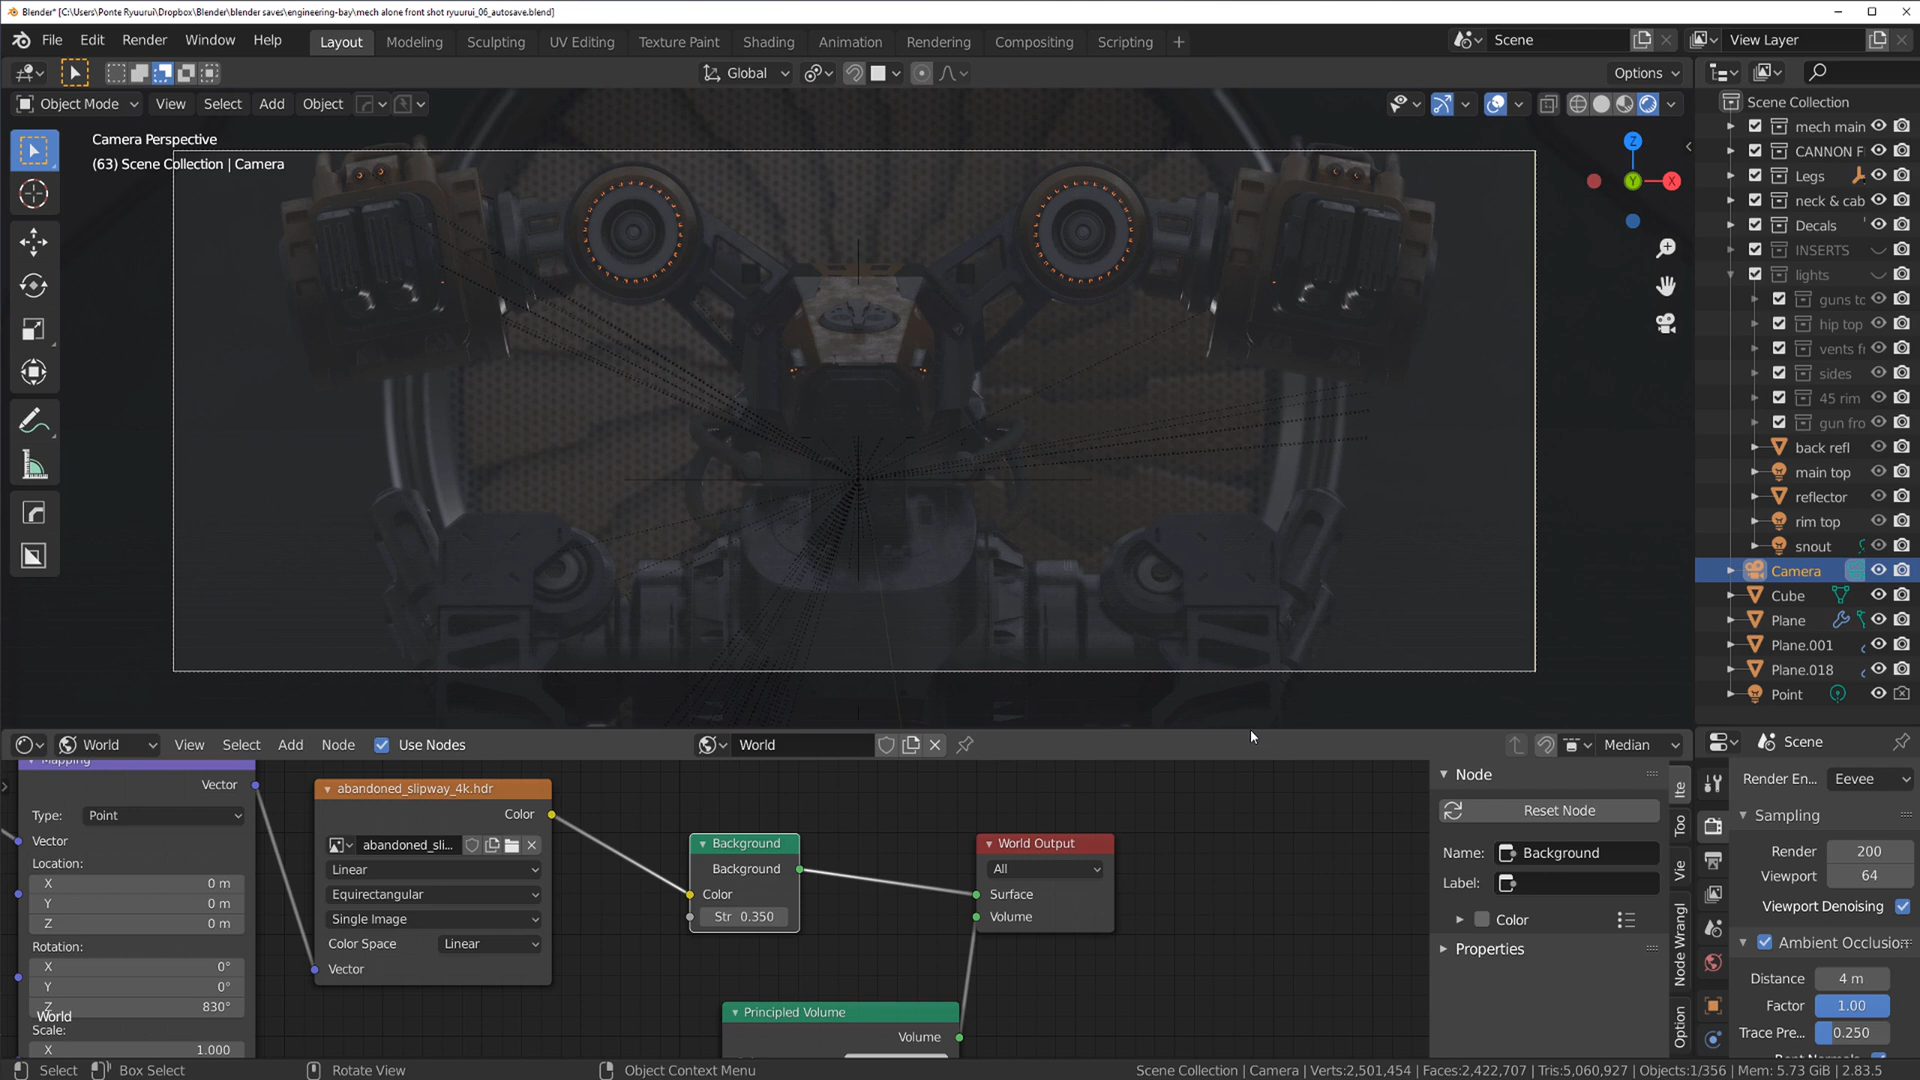 Blender* [C:\Users\Ponte Ryuurui\Dropbox\Blender\blender saves\engineering-bay\mech alone front shot ryuurui_06_autosave.blend]
File Edit Render Window Help Layout Modeling Sculpting UV Editing Texture Paint Shading Animation Rendering Compositing Scripting + Scene View Layer
Global Options
Object Mode View Select Add Object
Camera Perspective
(63) Scene Collection | Camera
Z
Y
X
Scene Collection
mech main
CANNON F
Legs
neck & cab
Decals
INSERTS
lights
guns to
hip top
vents fr
sides
45 rim
gun fro
back refl
main top
reflector
rim top
snout
Camera
Cube
Plane
Plane.001
Plane.018
Point
World View Select Add Node Use Nodes World Median
Mapping
Vector
Type: Point
Vector
Location:
X 0 m
Y 0 m
Z 0 m
Rotation:
X 0°
Y 0°
Z 830°
World
Scale:
X 1.000
abandoned_slipway_4k.hdr
Color
abandoned_sli...
Linear
Equirectangular
Single Image
Color Space Linear
Vector
Background
Background
Color
Str 0.350
World Output
All
Surface
Volume
Principled Volume
Volume
Node
Reset Node
Name: Background
Label:
Color
Properties
Ite
Too
Vie
Node Wrangl
Option
Scene
Render En... Eevee
Sampling
Render 200
Viewport 64
Viewport Denoising
Ambient Occlusion
Distance 4 m
Factor 1.00
Trace Pre... 0.250
Bent Normals
Select Box Select Rotate View Object Context Menu Scene Collection | Camera | Verts:2,501,454 | Faces:2,422,707 | Tris:5,060,927 | Objects:1/356 | Mem: 5.73 GiB | 2.83.5